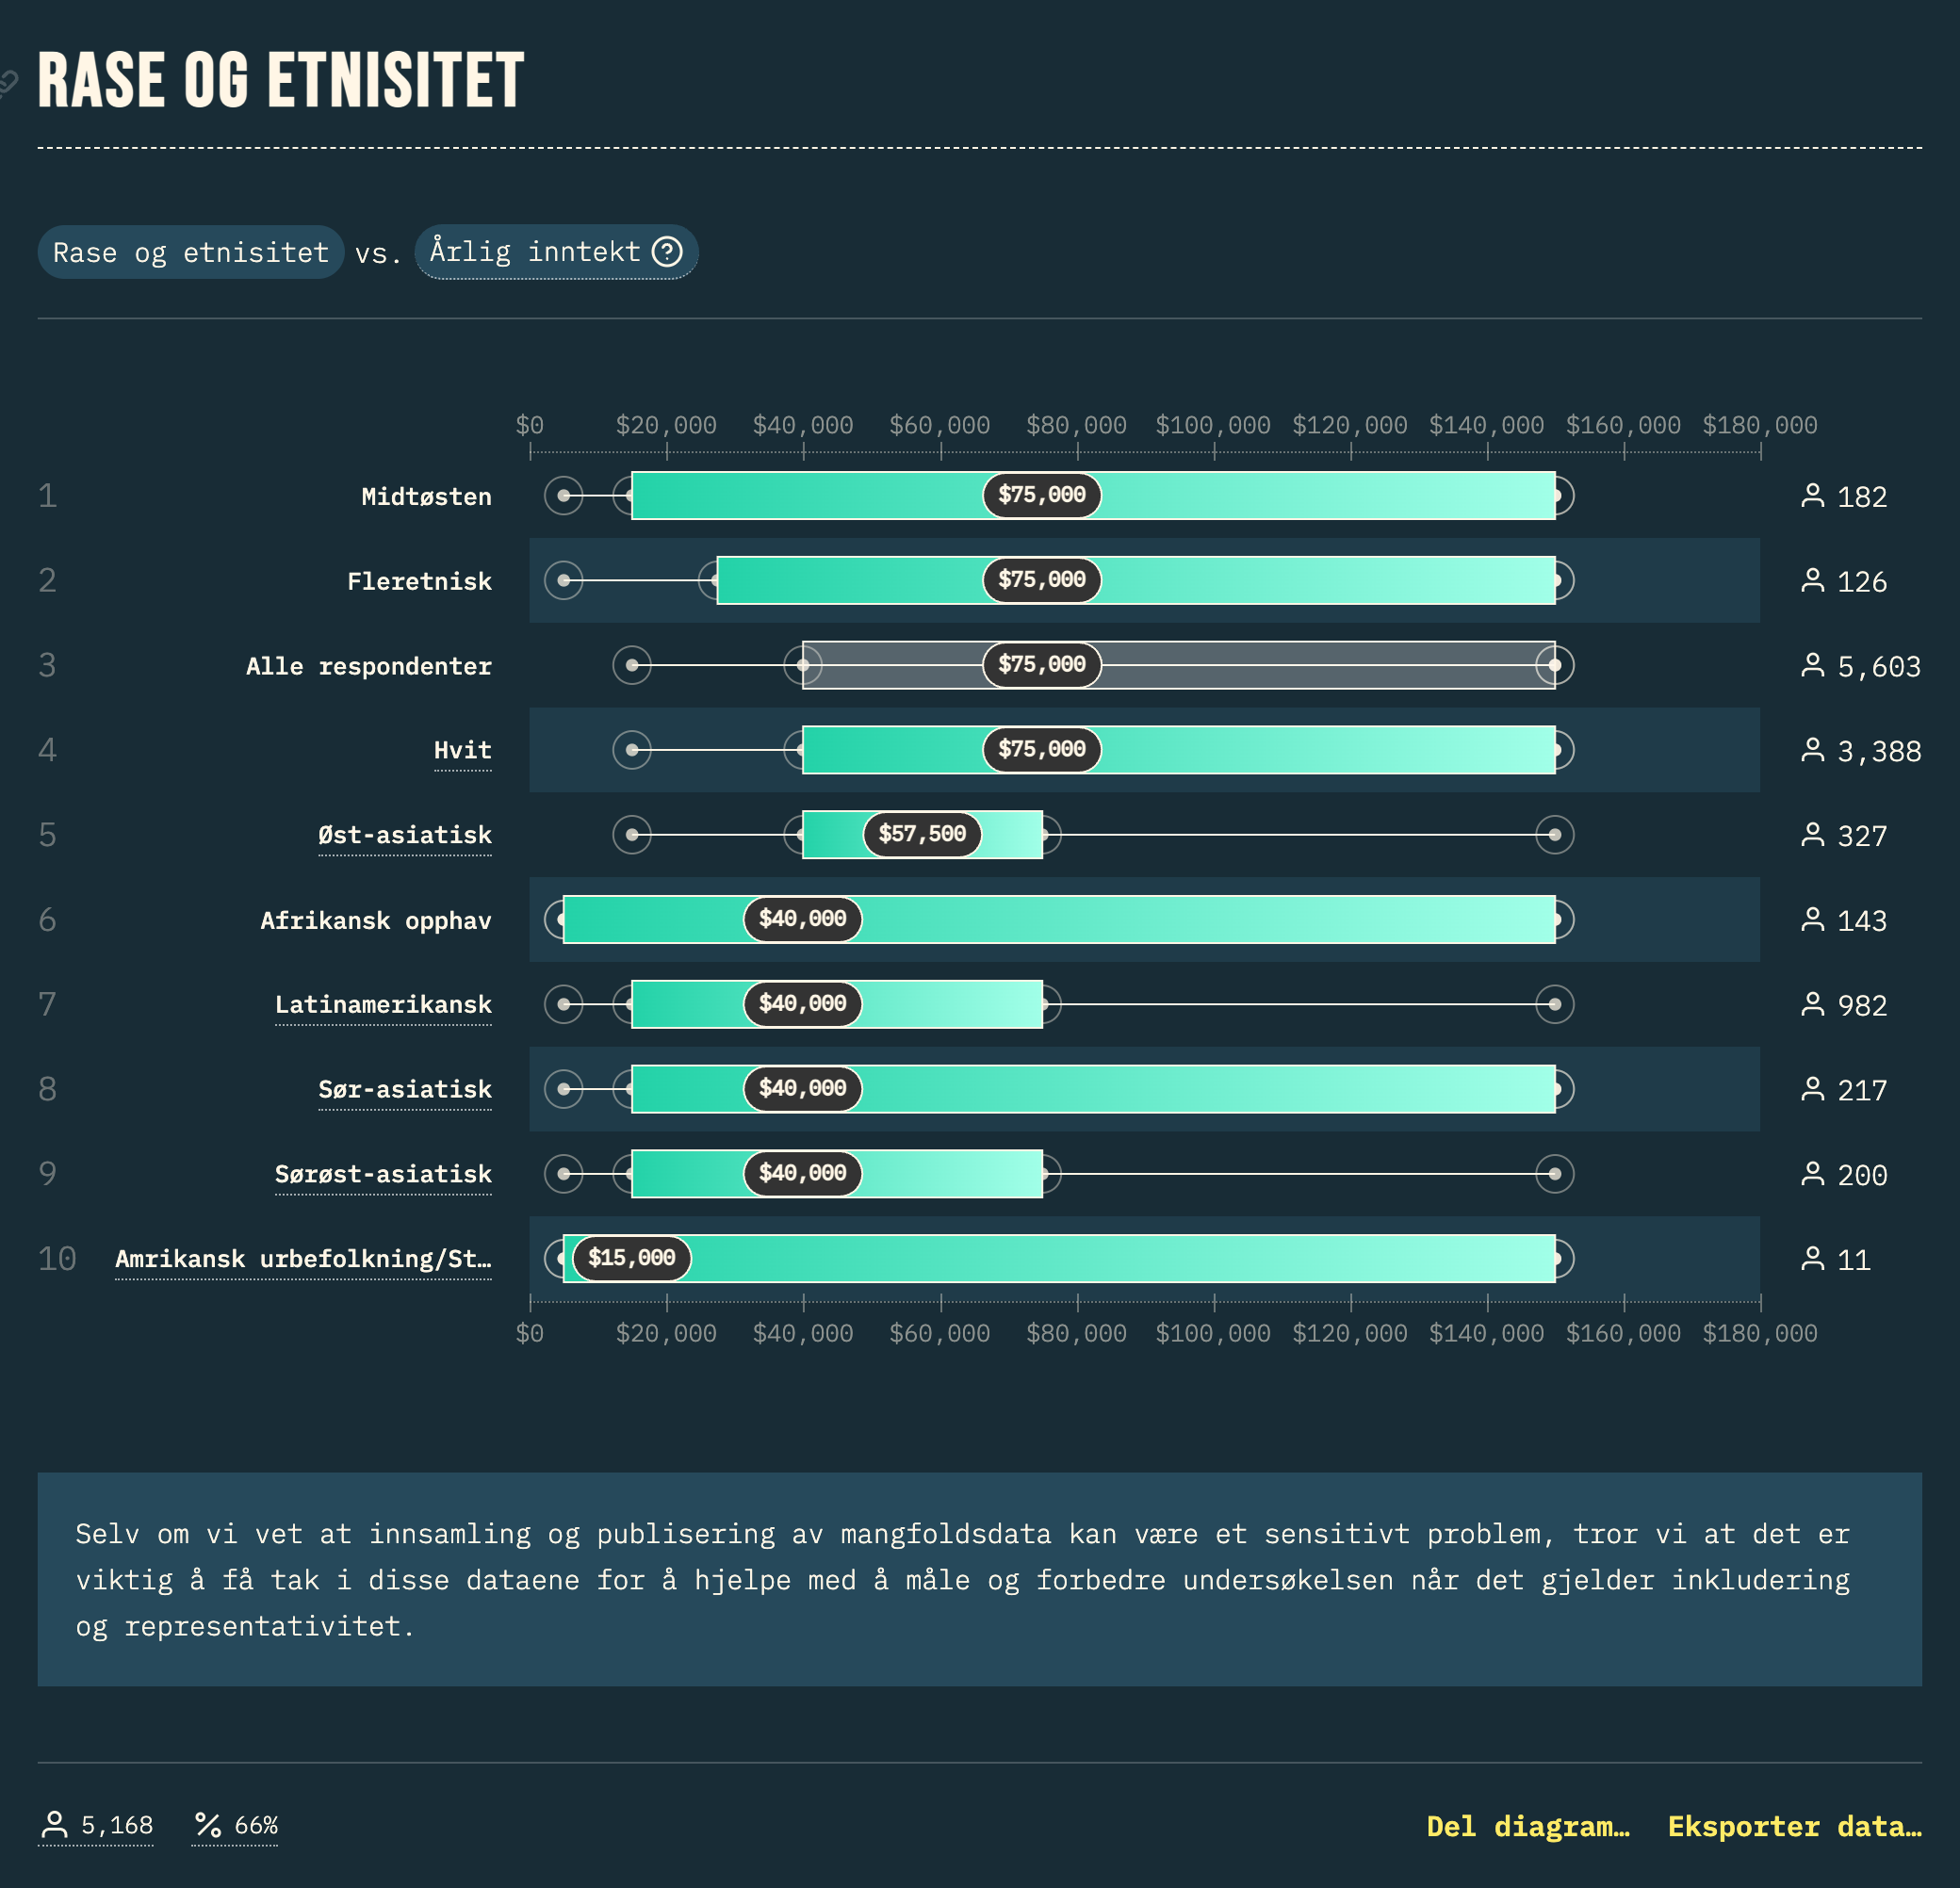 RASE OG ETNISITET
Rase og etnisitet vs. Årlig inntekt ?
$0 $20,000 $40,000 $60,000 $80,000 $100,000 $120,000 $140,000 $160,000 $180,000
1 Midtøsten $75,000 182
2 Fleretnisk $75,000 126
3 Alle respondenter $75,000 5,603
4 Hvit $75,000 3,388
5 Øst-asiatisk $57,500 327
6 Afrikansk opphav $40,000 143
7 Latinamerikansk $40,000 982
8 Sør-asiatisk $40,000 217
9 Sørøst-asiatisk $40,000 200
10 Amrikansk urbefolkning/St… $15,000 11
$0 $20,000 $40,000 $60,000 $80,000 $100,000 $120,000 $140,000 $160,000 $180,000
Selv om vi vet at innsamling og publisering av mangfoldsdata kan være et sensitivt problem, tror vi at det er
viktig å få tak i disse dataene for å hjelpe med å måle og forbedre undersøkelsen når det gjelder inkludering
og representativitet.
5,168 % 66% Del diagram… Eksporter data…